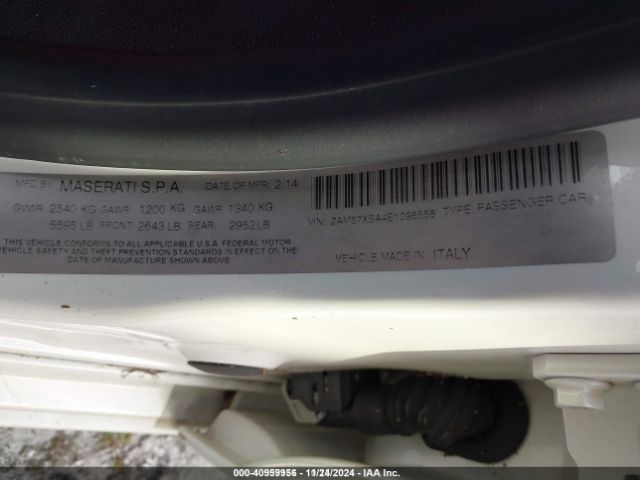 MFD BY MASERATI S.P.A. DATE OF MFR 2/14
GVWR 2540 KG GAWR 1200 KG GAWR 1340 KG
5595 LB FRONT: 2643 LB REAR: 2952 LB
THIS VEHICLE CONFORMS TO ALL APPLICABLE U.S.A. FEDERAL MOTOR
VEHICLE SAFETY AND THEFT PREVENTION STANDARDS IN EFFECT ON THE
DATE OF MANUFACTURE SHOWN ABOVE
VIN: TYPE: PASSENGER CAR
VEHICLE MADE IN ITALY
000-40959956 - 11/24/2024 - IAA Inc.